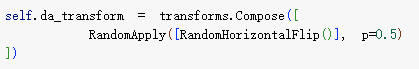 self.da_transform = transforms.Compose([
RandomApply([RandomHorizontalFlip()], p=0.5)
])